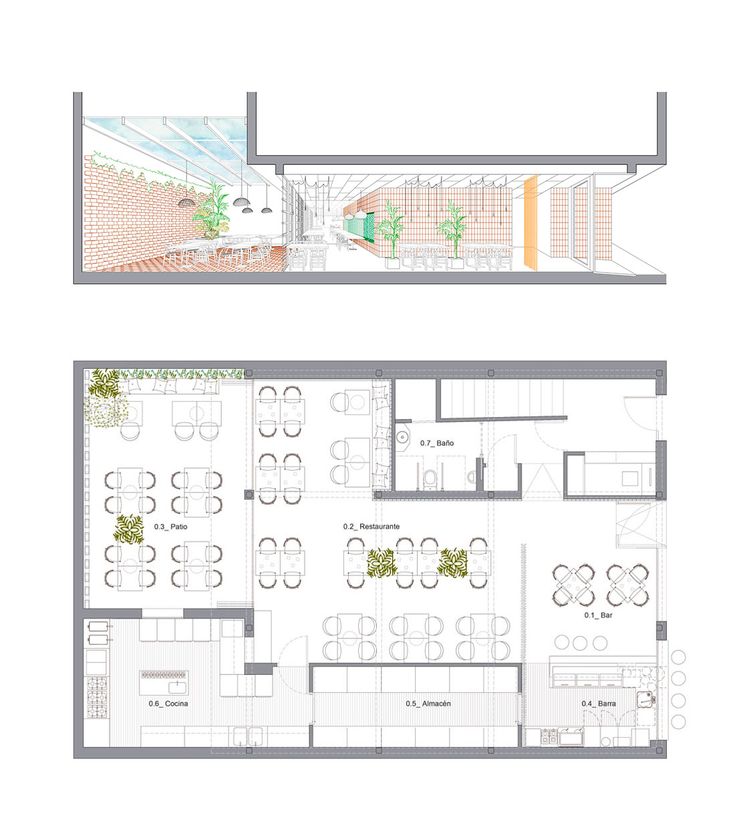 0.7_ Baño
0.3_ Patio
0.2_ Restaurante
0.1_ Bar
0.6_ Cocina
0.5_ Almacén
0.4_ Barra